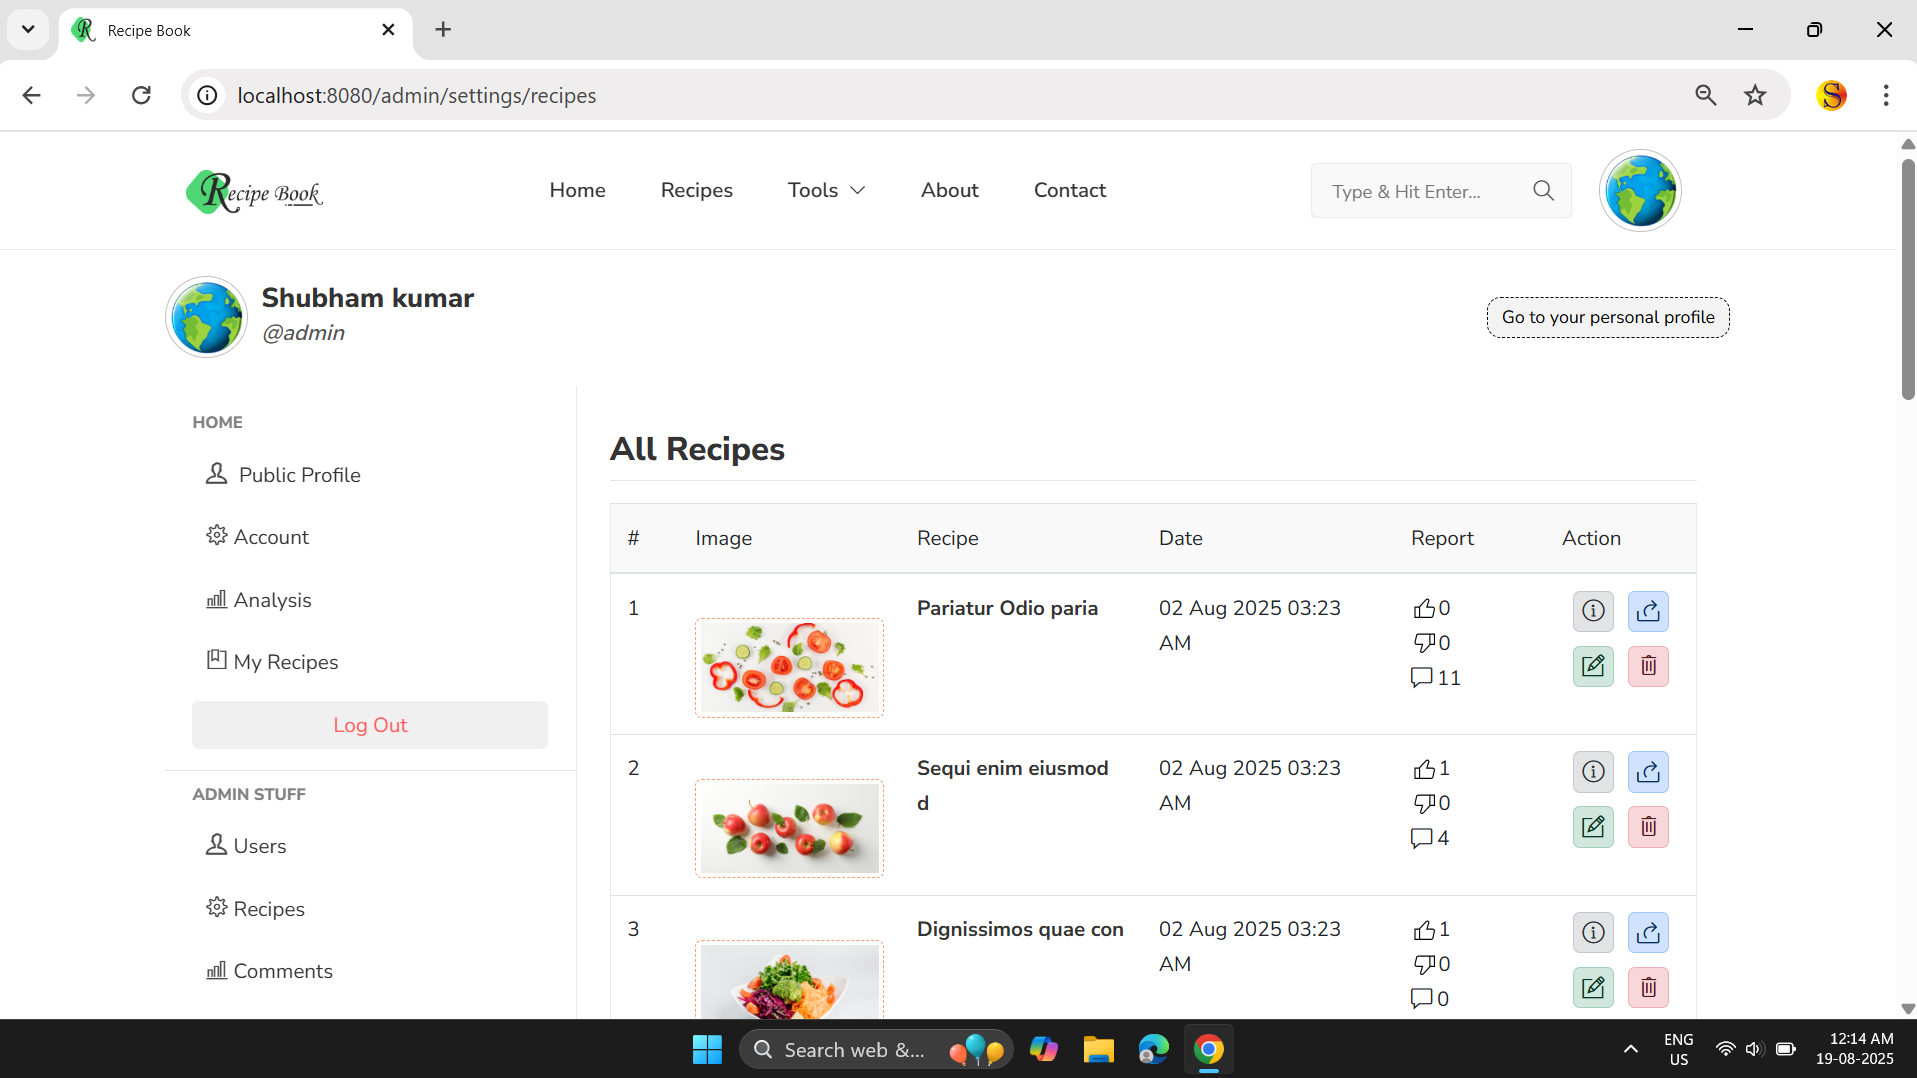 Recipe Book
localhost:8080/admin/settings/recipes
S
Recipe Book
Home
Recipes
Tools
About
Contact
Type & Hit Enter...
Shubham kumar
@admin
Go to your personal profile
HOME
Public Profile
Account
Analysis
My Recipes
Log Out
ADMIN STUFF
Users
Recipes
Comments
All Recipes
# Image Recipe Date Report Action
1 Pariatur Odio paria 02 Aug 2025 03:23 0
AM 0
11
2 Sequi enim eiusmod 02 Aug 2025 03:23 1
d AM 0
4
3 Dignissimos quae con 02 Aug 2025 03:23 1
AM 0
0
Search web &...
ENG
US
12:14 AM
19-08-2025